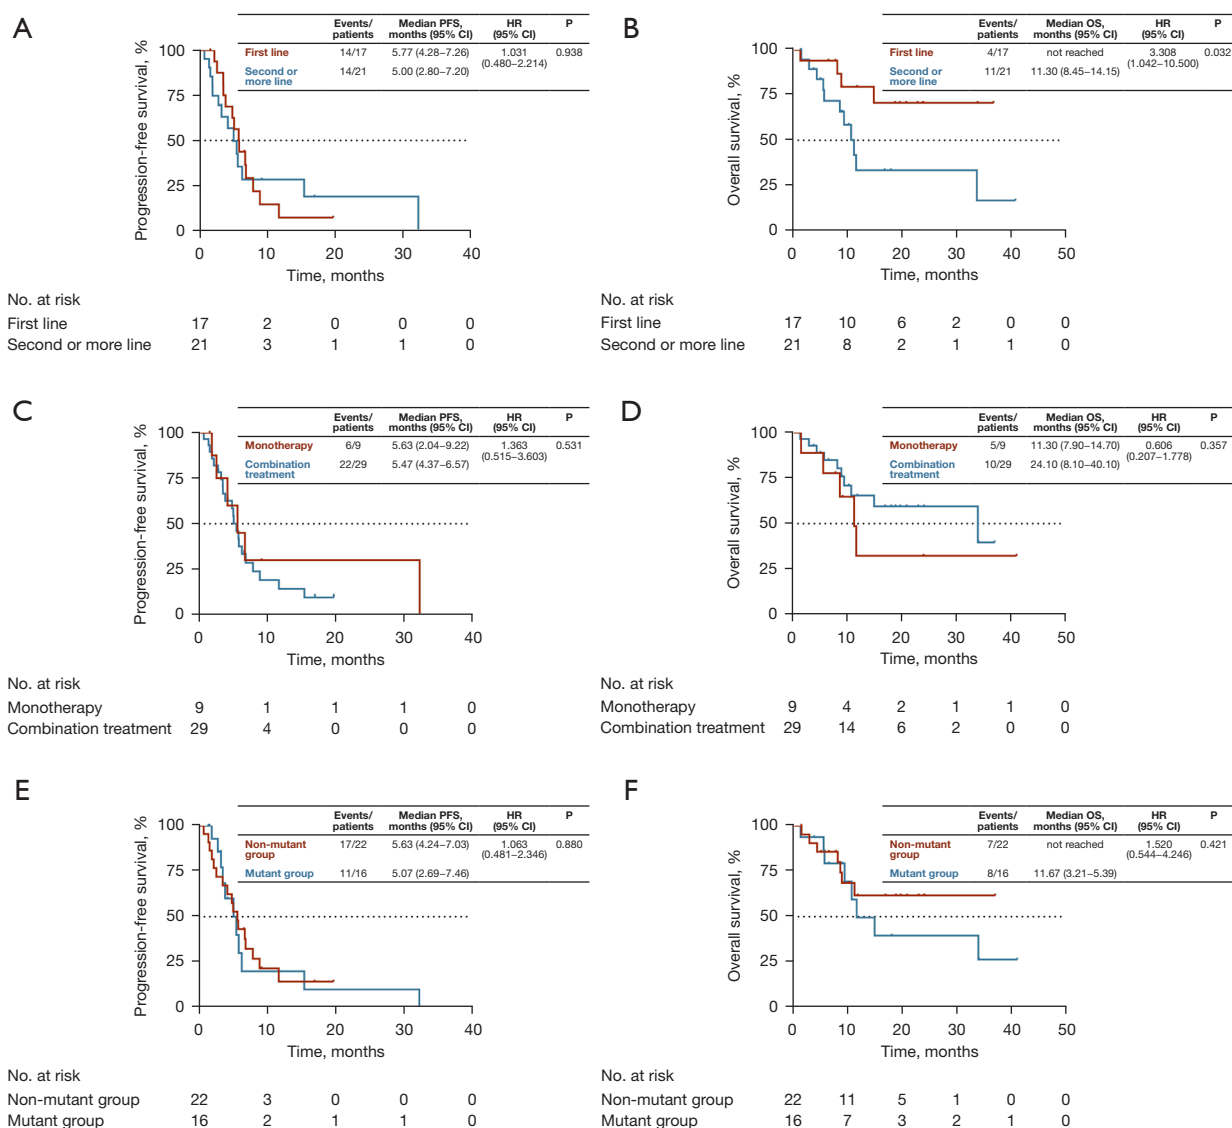 A
Events/ patients Median PFS, months (95% CI) HR (95% CI) P
First line 14/17 5.77 (4.28–7.26) 1.031 (0.480–2.214) 0.938
Second or more line 14/21 5.00 (2.80–7.20)
Progression-free survival, %
100
75
50
25
0
0 10 20 30 40
Time, months
No. at risk
First line 17 2 0 0 0
Second or more line 21 3 1 1 0
B
Events/ patients Median OS, months (95% CI) HR (95% CI) P
First line 4/17 not reached 3.308 (1.042–10.500) 0.032
Second or more line 11/21 11.30 (8.45–14.15)
Overall survival, %
100
75
50
25
0
0 10 20 30 40 50
Time, months
No. at risk
First line 17 10 6 2 0 0
Second or more line 21 8 2 1 1 0
C
Events/ patients Median PFS, months (95% CI) HR (95% CI) P
Monotherapy 6/9 5.63 (2.04–9.22) 1.363 (0.515–3.603) 0.531
Combination treatment 22/29 5.47 (4.37–6.57)
Progression-free survival, %
100
75
50
25
0
0 10 20 30 40
Time, months
No. at risk
Monotherapy 9 1 1 1 0
Combination treatment 29 4 0 0 0
D
Events/ patients Median OS, months (95% CI) HR (95% CI) P
Monotherapy 5/9 11.30 (7.90–14.70) 0.606 (0.207–1.778) 0.357
Combination treatment 10/29 24.10 (8.10–40.10)
Overall survival, %
100
75
50
25
0
0 10 20 30 40 50
Time, months
No. at risk
Monotherapy 9 4 2 1 1 0
Combination treatment 29 14 6 2 0 0
E
Events/ patients Median PFS, months (95% CI) HR (95% CI) P
Non-mutant group 17/22 5.63 (4.24–7.03) 1.063 (0.481–2.346) 0.880
Mutant group 11/16 5.07 (2.69–7.46)
Progression-free survival, %
100
75
50
25
0
0 10 20 30 40
Time, months
No. at risk
Non-mutant group 22 3 0 0 0
Mutant group 16 2 1 1 0
F
Events/ patients Median OS, months (95% CI) HR (95% CI) P
Non-mutant group 7/22 not reached 1.520 (0.544–4.246) 0.421
Mutant group 8/16 11.67 (3.21–5.39)
Overall survival, %
100
75
50
25
0
0 10 20 30 40 50
Time, months
No. at risk
Non-mutant group 22 11 5 1 0 0
Mutant group 16 7 3 2 1 0